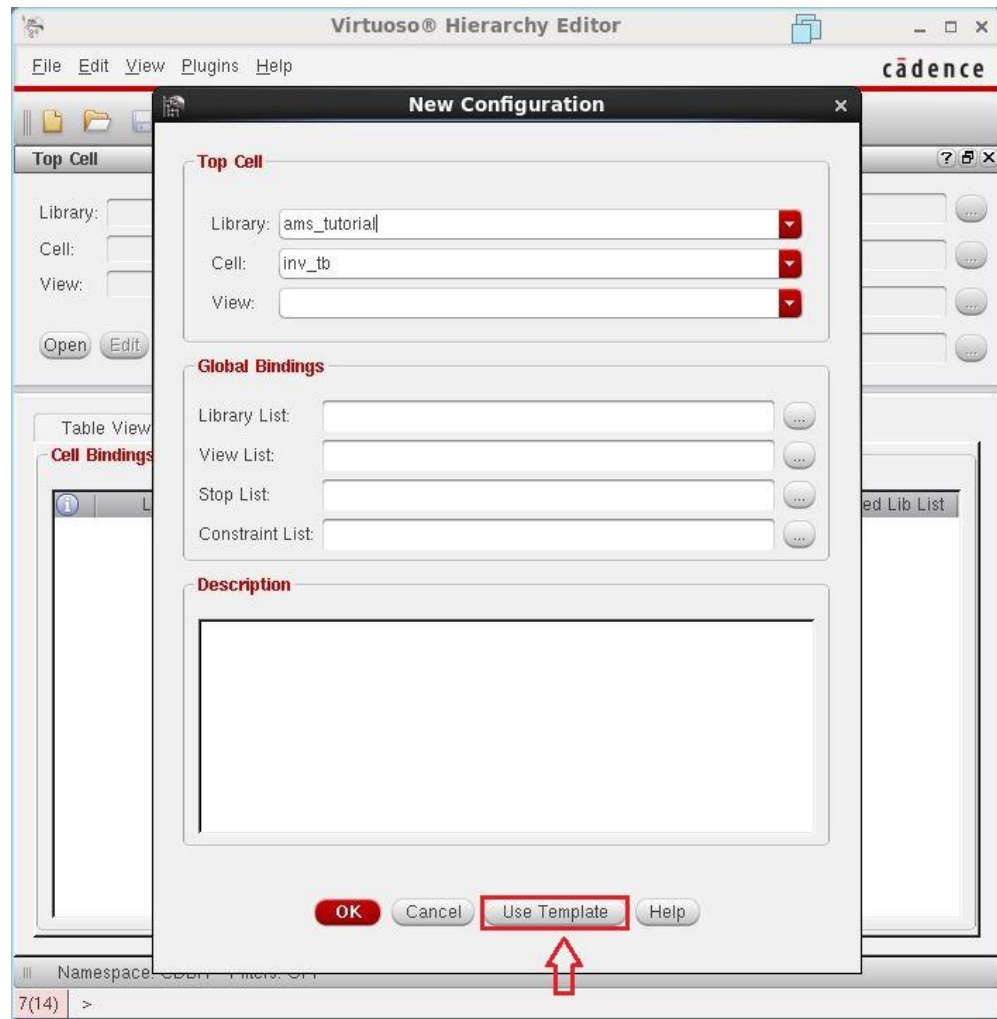 Virtuoso® Hierarchy Editor
File Edit View Plugins Help
cādence
New Configuration
Top Cell
Library:
Cell:
View:
Open Edit
Top Cell
Library: ams_tutorial
Cell: inv_tb
View:
Global Bindings
Library List:
View List:
Stop List:
Constraint List:
Table View
Cell Bindings
L
ed Lib List
Description
OK Cancel Use Template Help
Namespace:
7(14) >